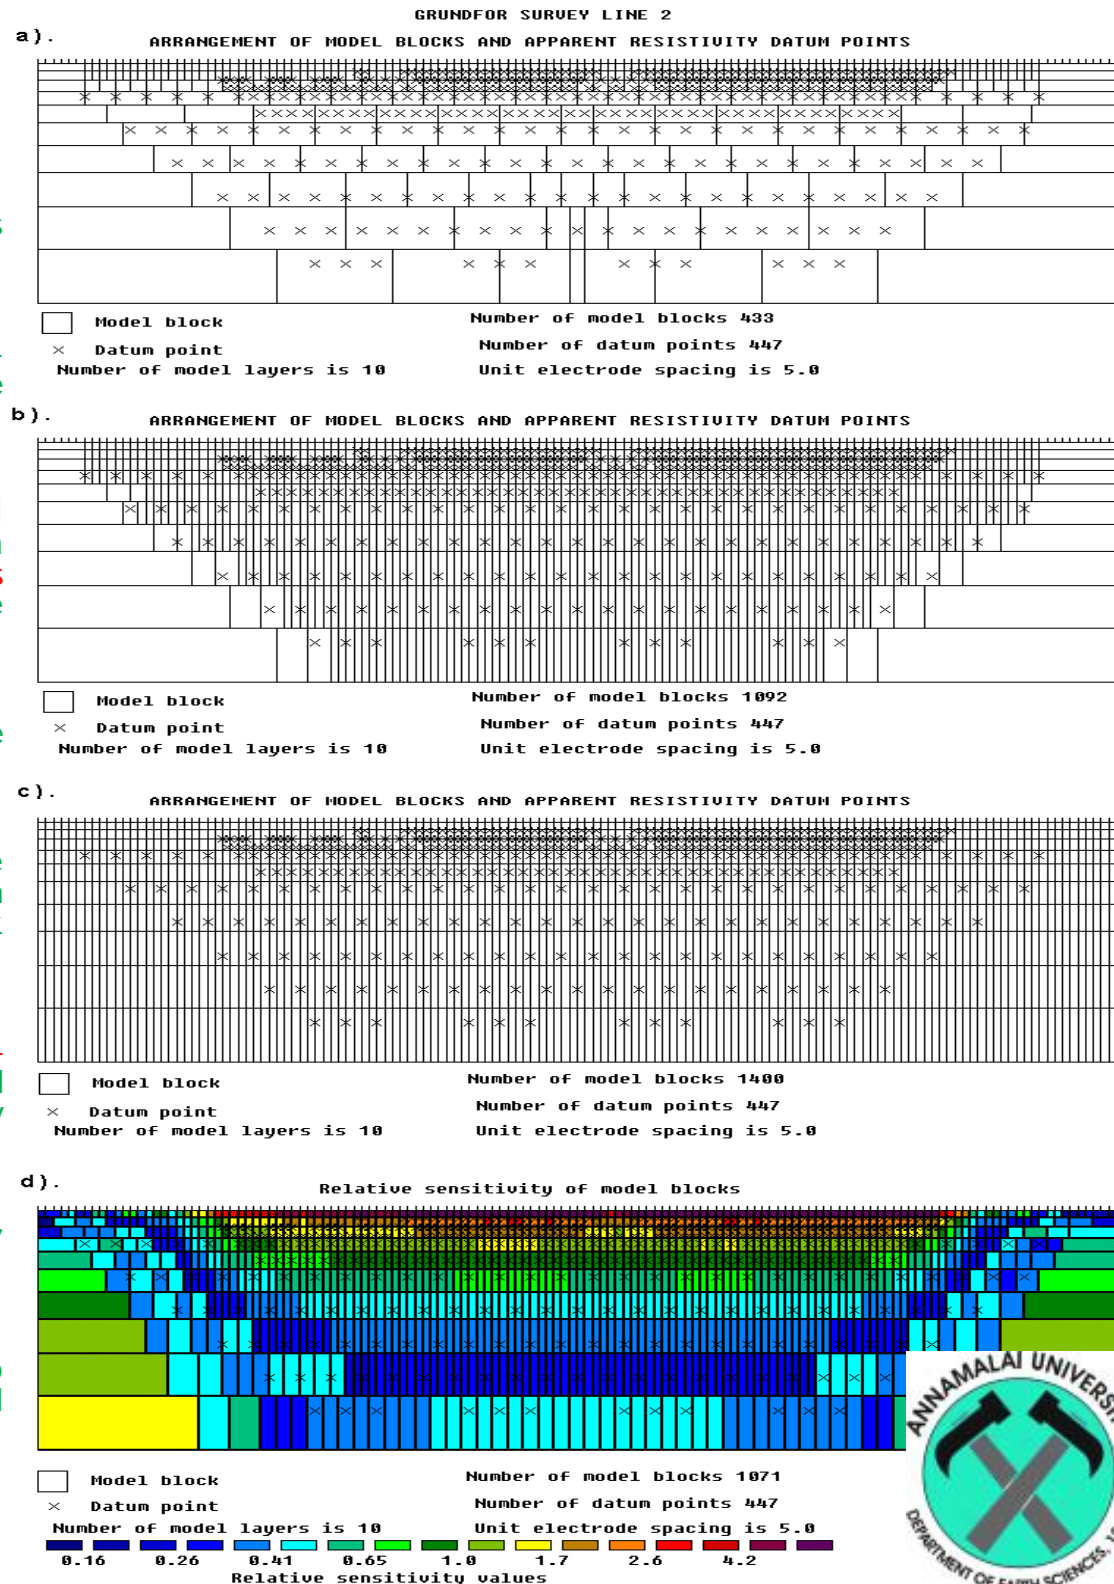 GRUNDFOR SURVEY LINE 2
a).
ARRANGEMENT OF MODEL BLOCKS AND APPARENT RESISTIVITY DATUM POINTS
Model block
Number of model blocks 433
× Datum point
Number of datum points 447
Number of model layers is 10
Unit electrode spacing is 5.0
b).
ARRANGEMENT OF MODEL BLOCKS AND APPARENT RESISTIVITY DATUM POINTS
Model block
Number of model blocks 1092
× Datum point
Number of datum points 447
Number of model layers is 10
Unit electrode spacing is 5.0
c).
ARRANGEMENT OF MODEL BLOCKS AND APPARENT RESISTIVITY DATUM POINTS
Model block
Number of model blocks 1400
× Datum point
Number of datum points 447
Number of model layers is 10
Unit electrode spacing is 5.0
d).
Relative sensitivity of model blocks
Model block
Number of model blocks 1071
× Datum point
Number of datum points 447
Number of model layers is 10
Unit electrode spacing is 5.0
0.16 0.26 0.41 0.65 1.0 1.7 2.6 4.2
Relative sensitivity values
ANNAMALAI UNIVERSI
DEPARTMENT OF EARTH SCIENCES,